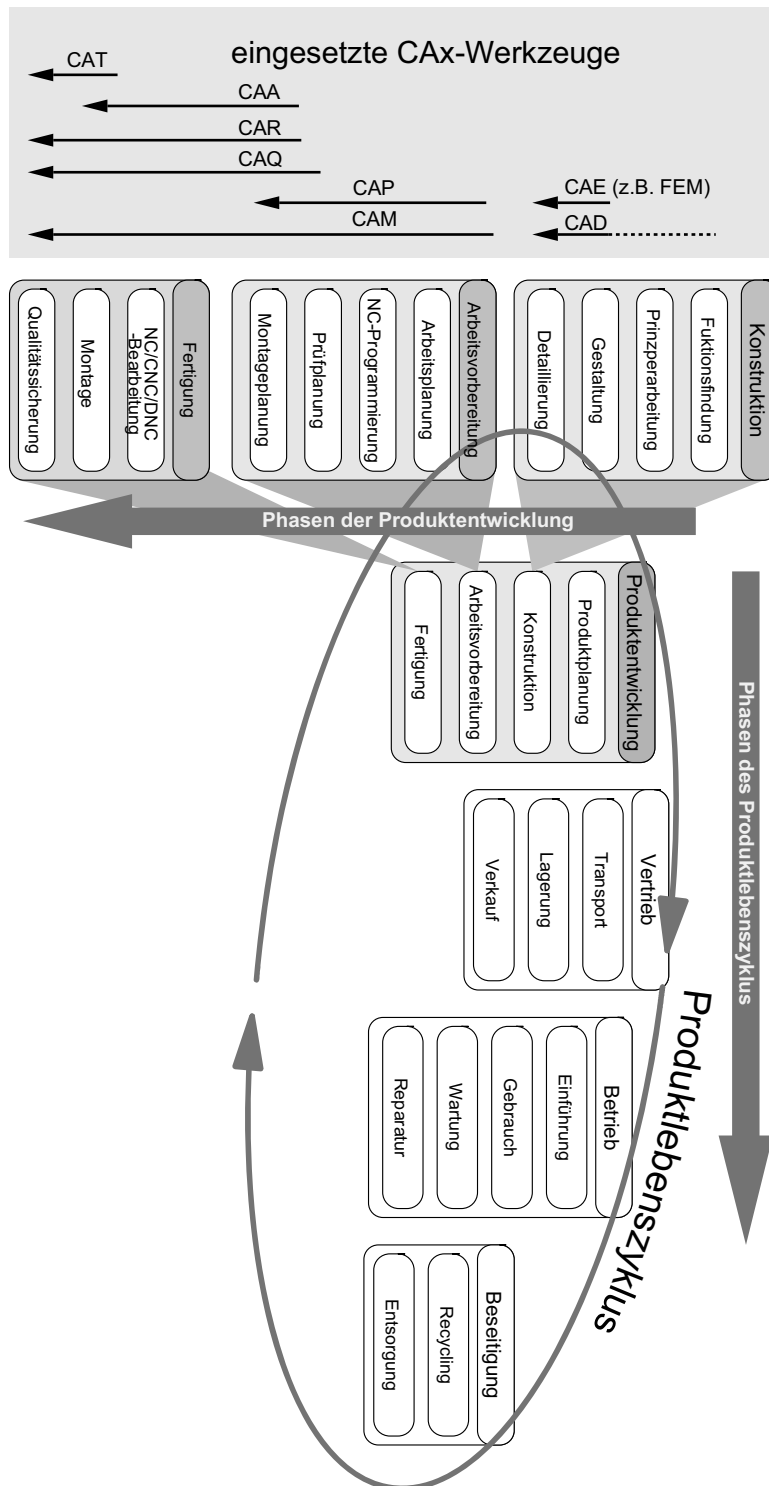 eingesetzte CAx-Werkzeuge
CAT
CAA
CAR
CAQ
CAP
CAE (z.B. FEM)
CAM
CAD
Konstruktion
Fuktionsfindung
Prinzperarbeitung
Gestaltung
Detaillierung
Arbeitsvorbereitung
Arbeitsplanung
NC-Programmierung
Prüfplanung
Montageplanung
Fertigung
NC/CNC/DNC
-Bearbeitung
Montage
Qualitätssicherung
Phasen der Produktentwicklung
Produktentwicklung
Produktplanung
Konstruktion
Arbeitsvorbereitung
Fertigung
Phasen des Produktlebenszyklus
Vertrieb
Transport
Lagerung
Verkauf
Produktlebenszyklus
Betrieb
Einführung
Gebrauch
Wartung
Reparatur
Beseitigung
Recycling
Entsorgung